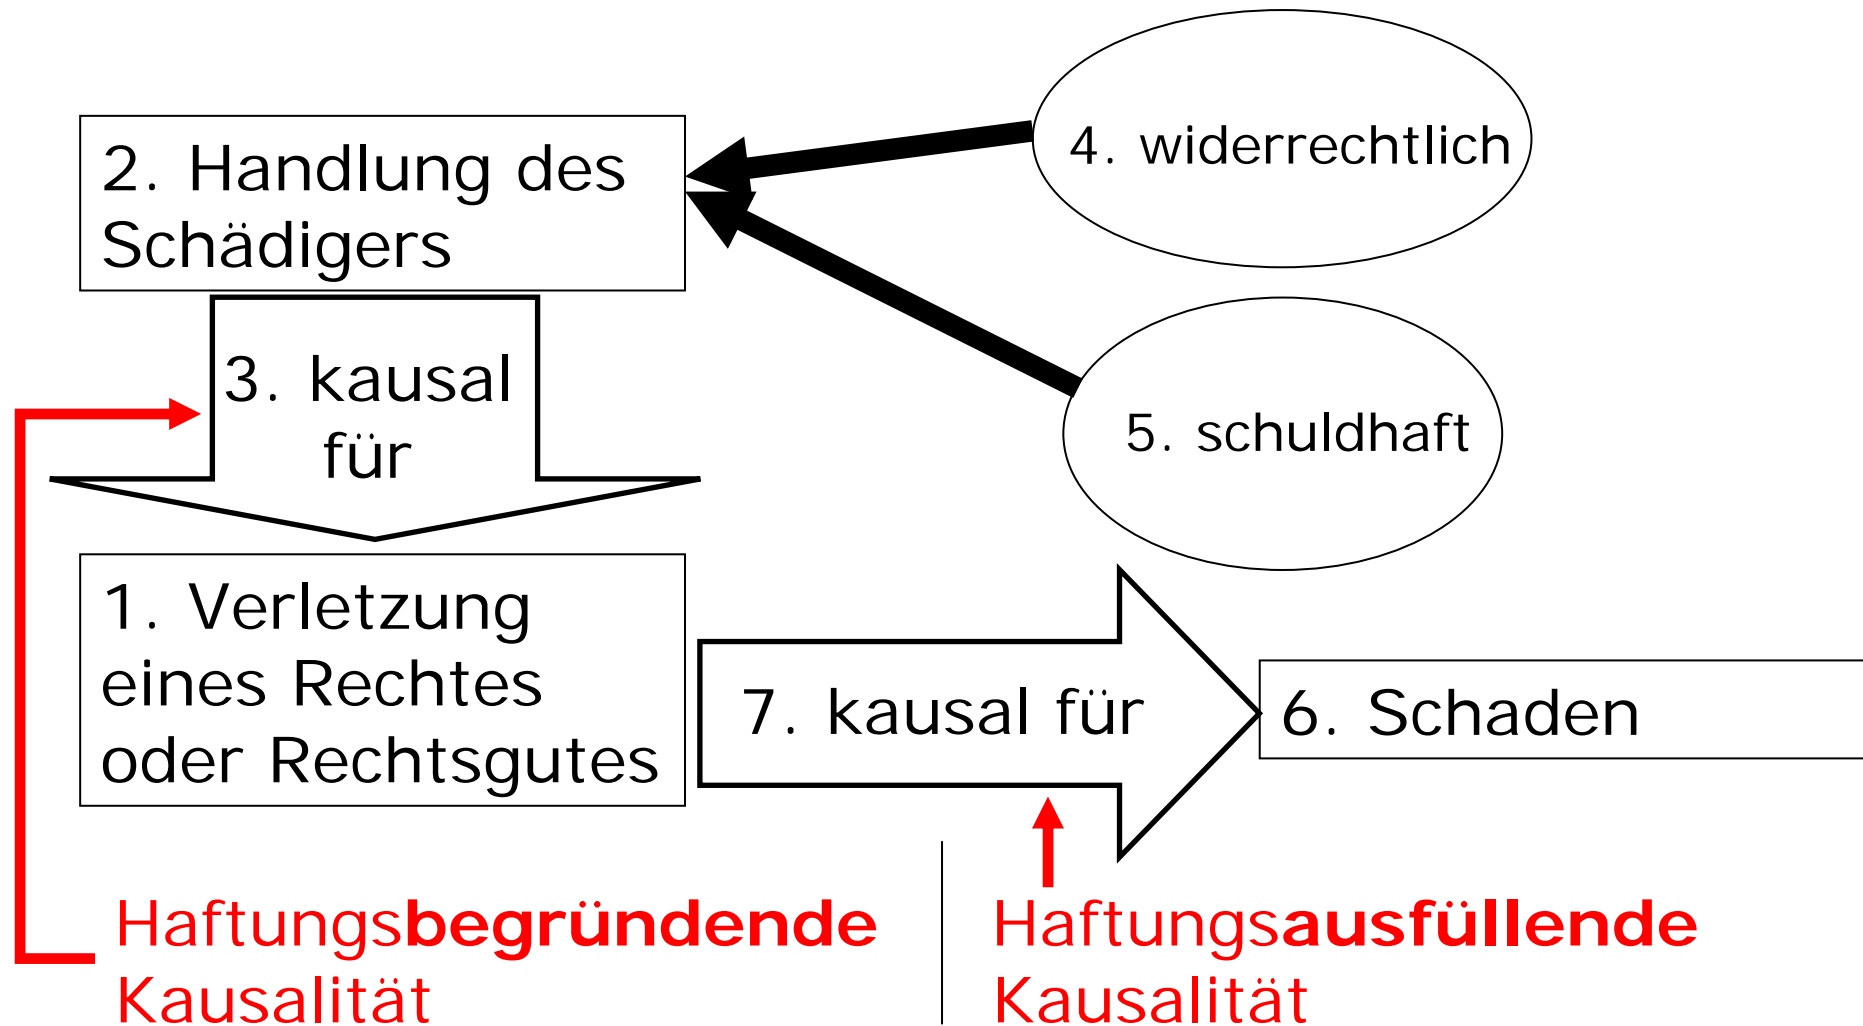 4. widerrechtlich
2. Handlung des
Schädigers
3. kausal
für
5. schuldhaft
1. Verletzung
eines Rechtes
oder Rechtsgutes
7. kausal für
6. Schaden
Haftungsbegründende
Kausalität
Haftungsausfüllende
Kausalität